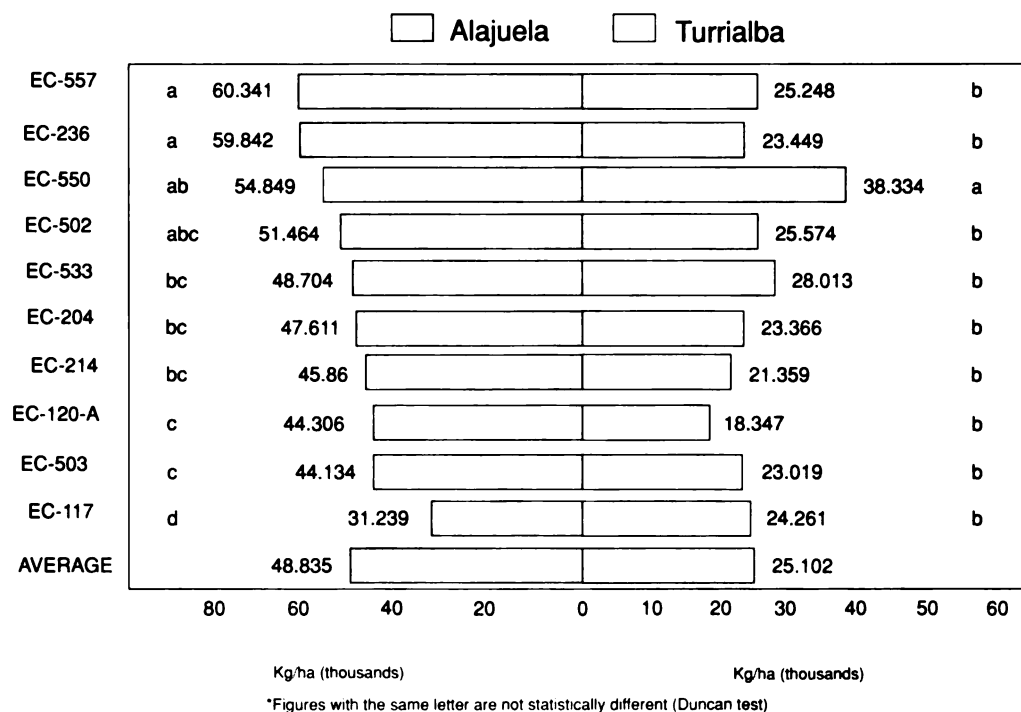 Alajuela Turrialba
EC-557 a 60.341 25.248 b
EC-236 a 59.842 23.449 b
EC-550 ab 54.849 38.334 a
EC-502 abc 51.464 25.574 b
EC-533 bc 48.704 28.013 b
EC-204 bc 47.611 23.366 b
EC-214 bc 45.86 21.359 b
EC-120-A c 44.306 18.347 b
EC-503 c 44.134 23.019 b
EC-117 d 31.239 24.261 b
AVERAGE 48.835 25.102
80 60 40 20 0 10 20 30 40 50 60
Kg/ha (thousands) Kg/ha (thousands)
*Figures with the same letter are not statistically different (Duncan test)